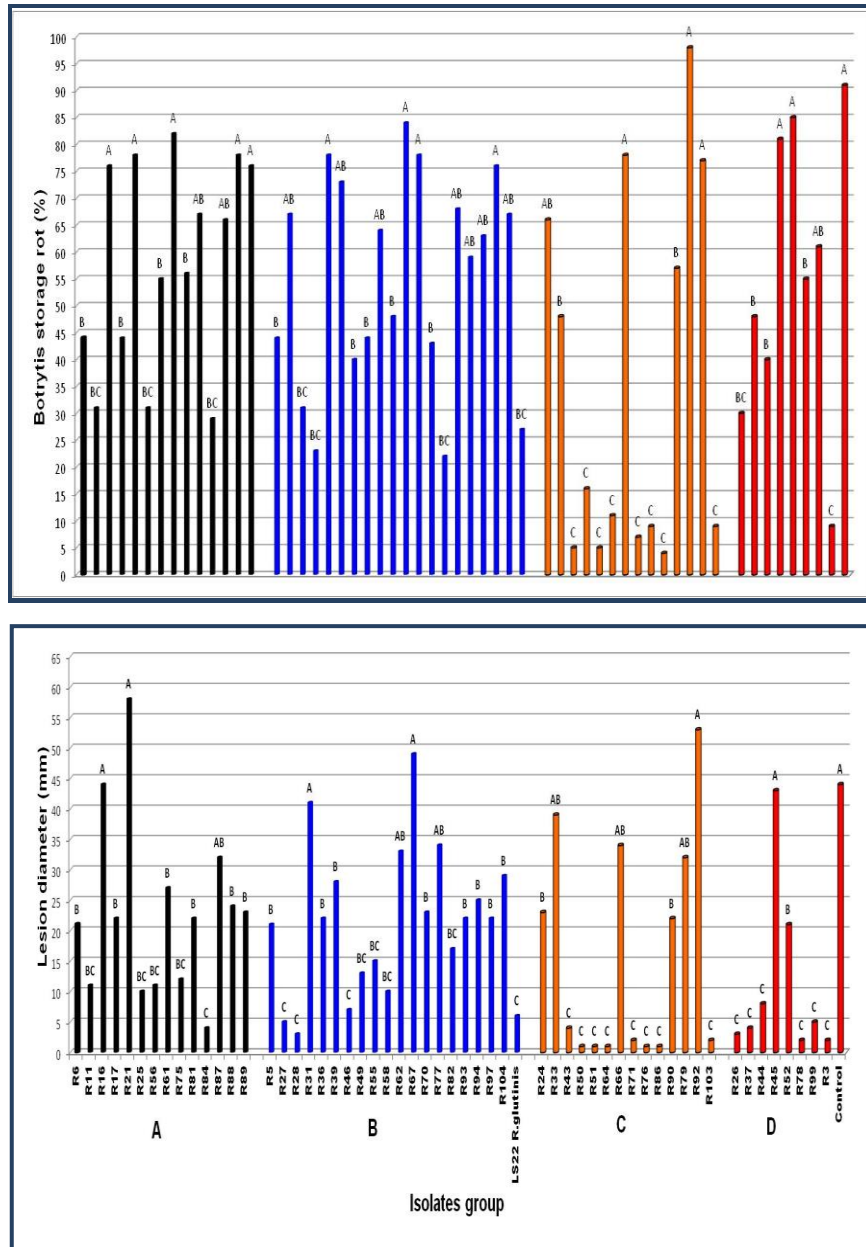 Botrytis storage rot (%)
100
95
90
85
80
75
70
65
60
55
50
45
40
35
30
25
20
15
10
5
0
B BC A B A BC B A B AB BC AB A A
B AB BC BC A AB B B AB B A A B BC AB AB AB A AB BC
AB B C C C C A C C C B A A C
BC B B A A B AB C A
Lesion diameter (mm)
65
60
55
50
45
40
35
30
25
20
15
10
5
0
B BC A B A BC BC B BC B C AB B B
B C C A B B C BC BC BC AB A B AB BC B B B B C
B AB C C C C AB C C C B AB A C
C C C A B C C C A
R6 R11 R16 R17 R21 R25 R56 R61 R75 R81 R84 R87 R88 R89
R5 R27 R28 R31 R36 R39 R46 R49 R55 R58 R62 R67 R70 R77 R82 R93 R94 R97 R104 LS22 R.glutinis
R24 R33 R43 R50 R51 R64 R66 R71 R76 R86 R90 R79 R92 R103
R26 R37 R44 R45 R52 R78 R99 R3 Control
A B C D
Isolates group